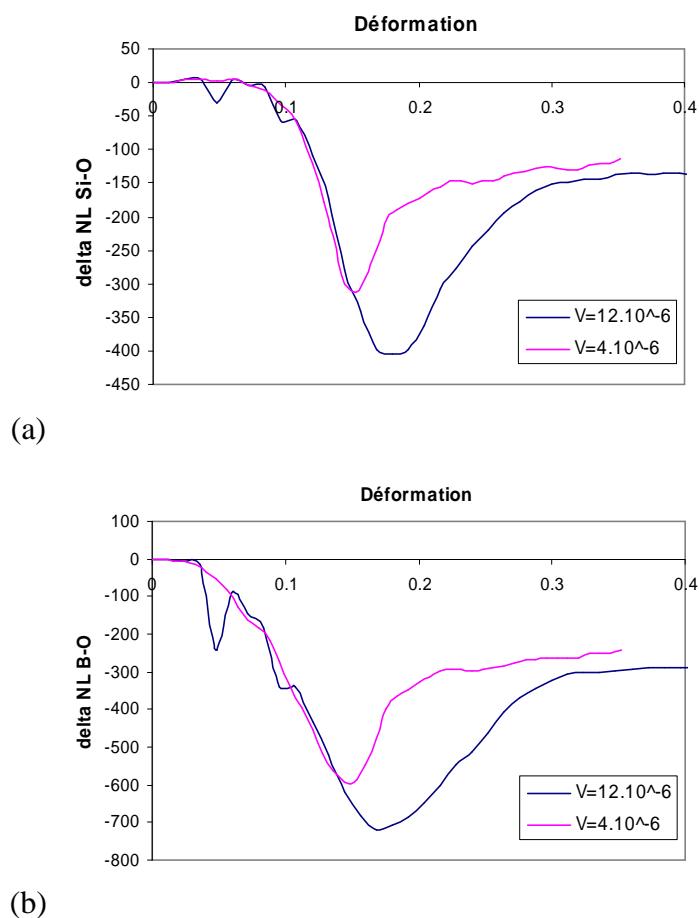 Déformation
50
0
-50
-100
-150
-200
-250
-300
-350
-400
-450
0 0.1 0.2 0.3 0.4
delta NL Si-O
V=12.10^-6
V=4.10^-6
(a)
Déformation
100
0
-100
-200
-300
-400
-500
-600
-700
-800
0 0.1 0.2 0.3 0.4
delta NL B-O
V=12.10^-6
V=4.10^-6
(b)